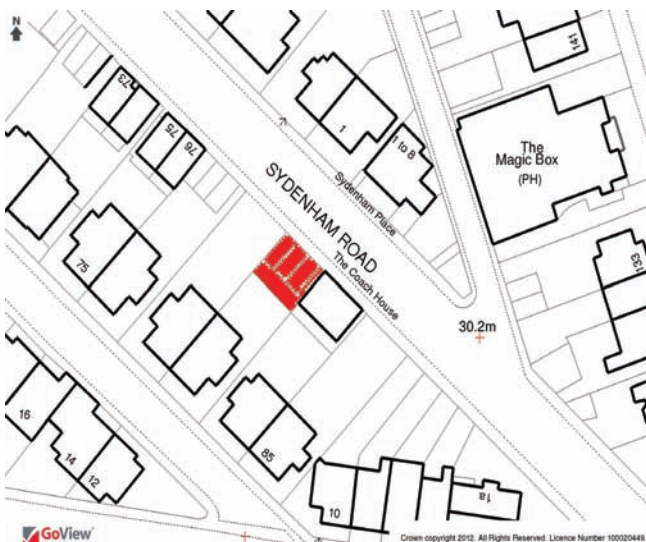 N
73
75
76
1
1 to 8
141
The
Magic Box
(PH)
Sydenham Place
SYDENHAM ROAD
The Coach House
133
75
30.2m
16
14
12
85
10
1a
GoView
Crown copyright 2012. All Rights Reserved. Licence Number 100020449